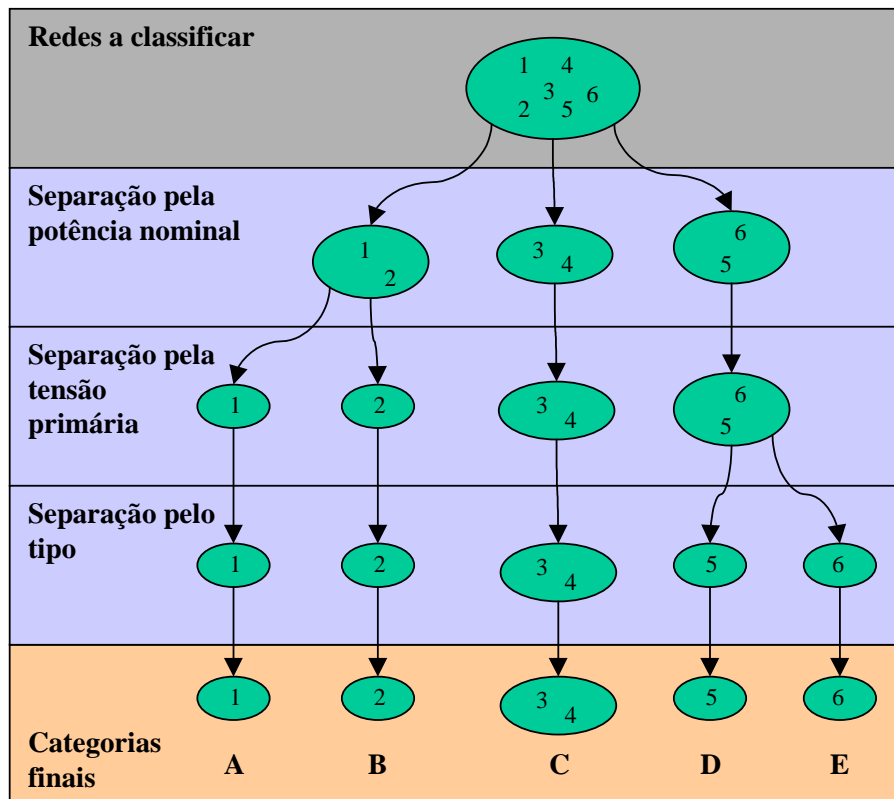 Redes a classificar
1 4
3 6
2 5
Separação pela
potência nominal
1
2
3
4
6
5
Separação pela
tensão
primária
1
2
3
4
6
5
Separação pelo
tipo
1
2
3
4
5
6
1
2
3
4
5
6
Categorias
finais
A B C D E